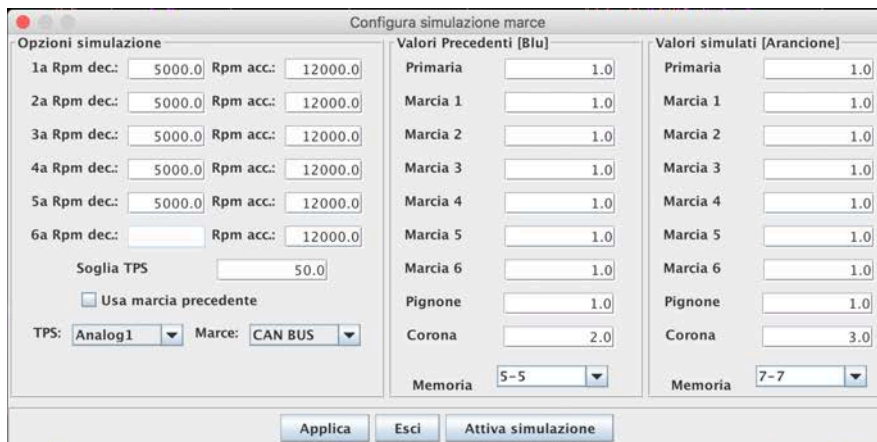 Configura simulazione marce
Opzioni simulazione
1a Rpm dec.: 5000.0 Rpm acc.: 12000.0
2a Rpm dec.: 5000.0 Rpm acc.: 12000.0
3a Rpm dec.: 5000.0 Rpm acc.: 12000.0
4a Rpm dec.: 5000.0 Rpm acc.: 12000.0
5a Rpm dec.: 5000.0 Rpm acc.: 12000.0
6a Rpm dec.: Rpm acc.: 12000.0
Soglia TPS 50.0
Usa marcia precedente
TPS: Analog1 Marce: CAN BUS
Valori Precedenti [Blu]
Primaria 1.0
Marcia 1 1.0
Marcia 2 1.0
Marcia 3 1.0
Marcia 4 1.0
Marcia 5 1.0
Marcia 6 1.0
Pignone 1.0
Corona 2.0
Memoria 5-5
Valori simulati [Arancione]
Primaria 1.0
Marcia 1 1.0
Marcia 2 1.0
Marcia 3 1.0
Marcia 4 1.0
Marcia 5 1.0
Marcia 6 1.0
Pignone 1.0
Corona 3.0
Memoria 7-7
Applica Esci Attiva simulazione